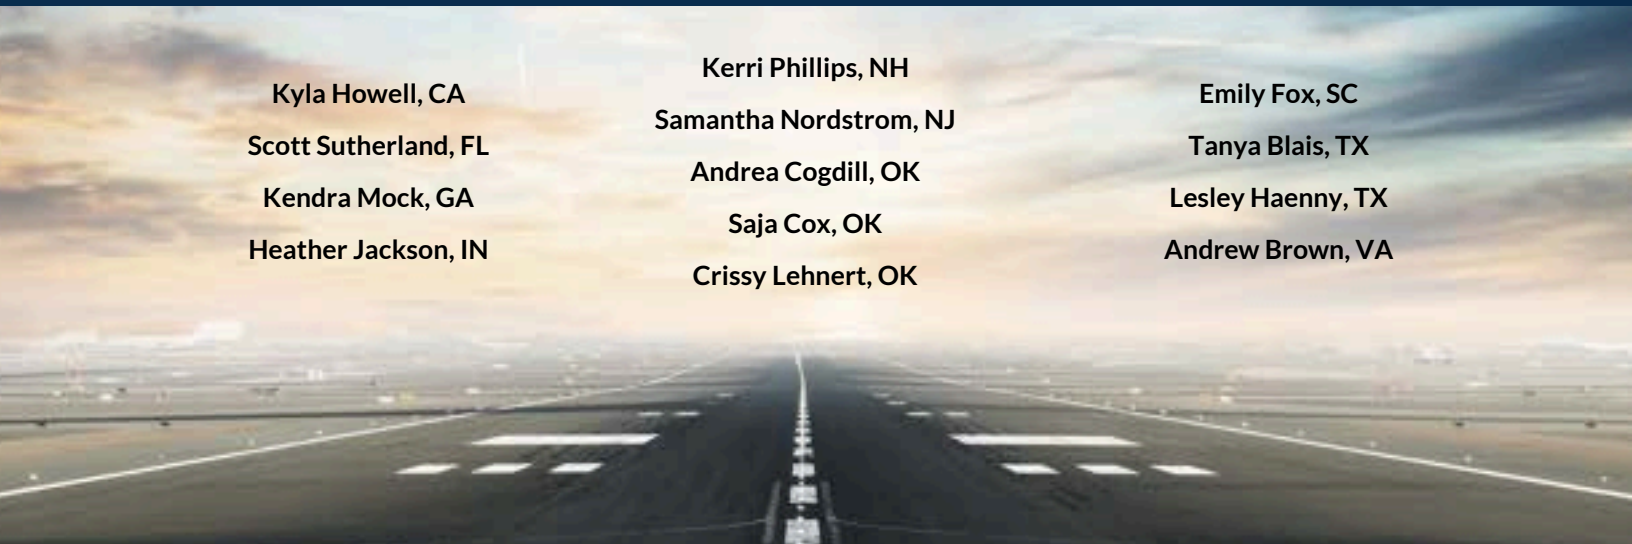 Kyla Howell, CA
Scott Sutherland, FL
Kendra Mock, GA
Heather Jackson, IN
Kerri Phillips, NH
Samantha Nordstrom, NJ
Andrea Cogdill, OK
Saja Cox, OK
Crissy Lehnert, OK
Emily Fox, SC
Tanya Blais, TX
Lesley Haenny, TX
Andrew Brown, VA